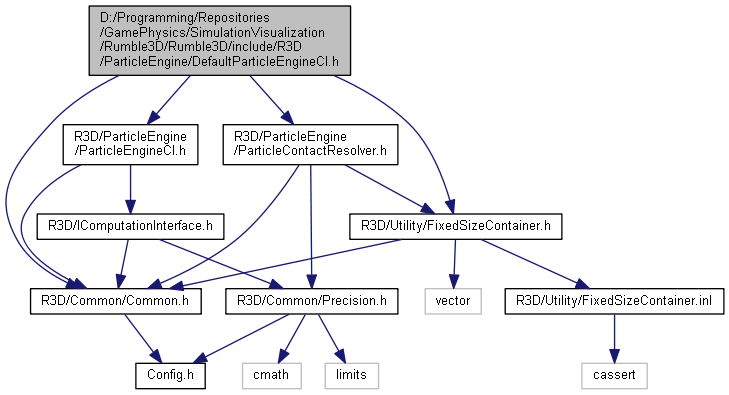 D:/Programming/Repositories
/GamePhysics/SimulationVisualization
/Rumble3D/Rumble3D/include/R3D
/ParticleEngine/DefaultParticleEngineCI.h
R3D/ParticleEngine
/ParticleEngineCI.h
R3D/ParticleEngine
/ParticleContactResolver.h
R3D/IComputationInterface.h
R3D/Utility/FixedSizeContainer.h
R3D/Common/Common.h
R3D/Common/Precision.h
vector
R3D/Utility/FixedSizeContainer.inl
Config.h
cmath
limits
cassert